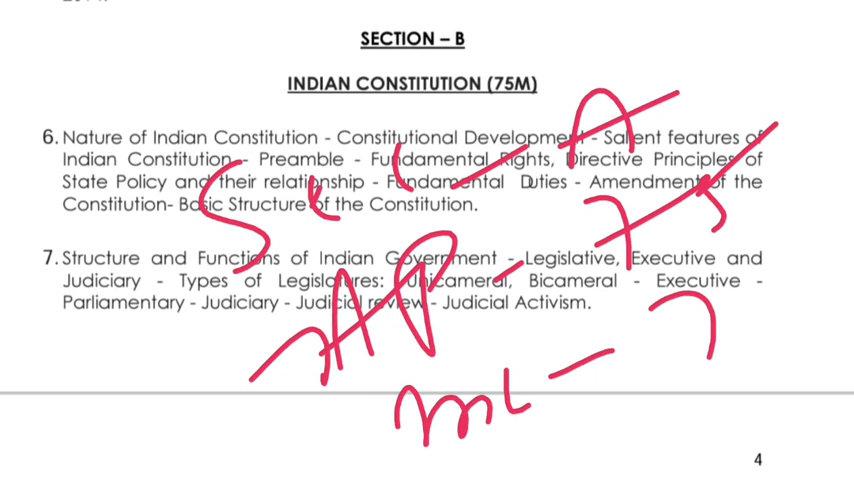 SECTION – B
INDIAN CONSTITUTION (75M)
6. Nature of Indian Constitution - Constitutional Development - Salient features of
Indian Constitution - Preamble - Fundamental Rights, Directive Principles of
State Policy and their relationship - Fundamental Duties - Amendment of the
Constitution- Basic Structure of the Constitution.
7. Structure and Functions of Indian Government - Legislative, Executive and
Judiciary - Types of Legislatures: Unicameral, Bicameral - Executive -
Parliamentary - Judiciary - Judicial review - Judicial Activism.
4